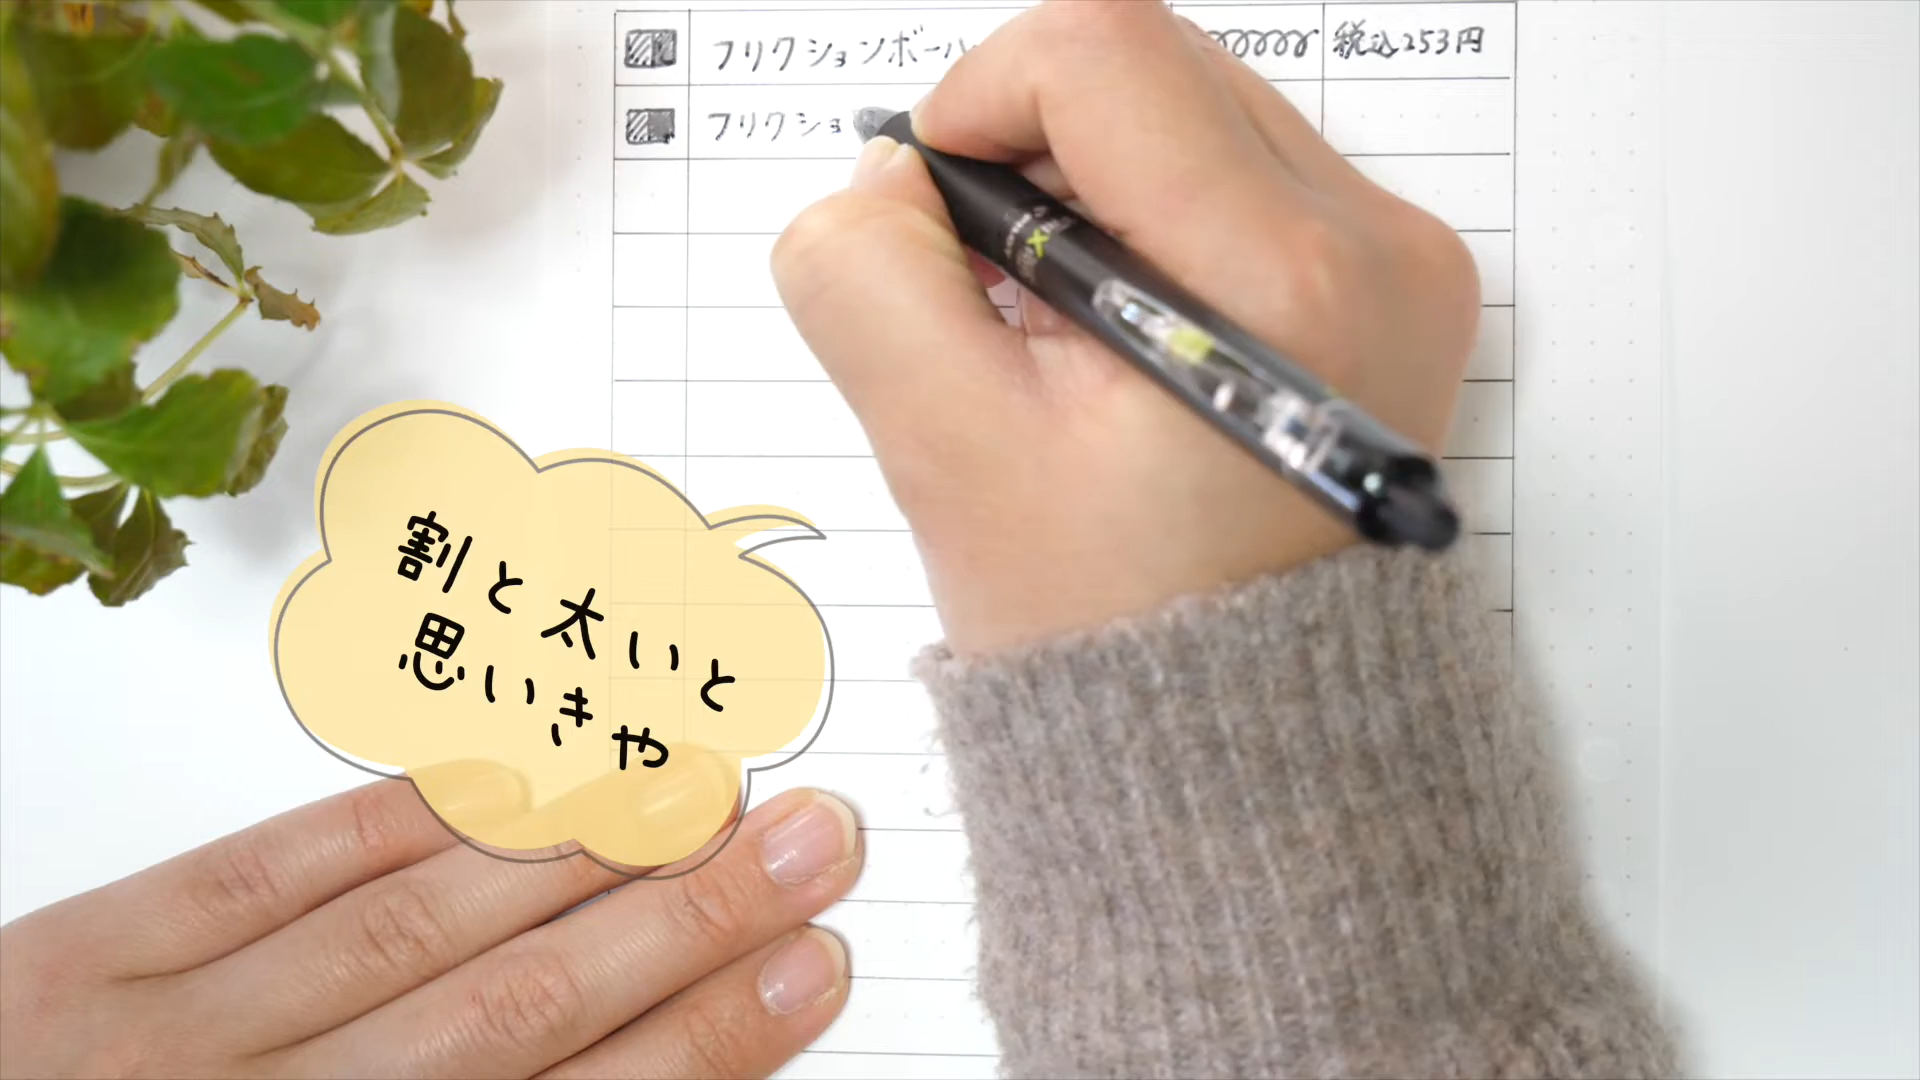 フリクションボール
税込253円
フリクショ
割と太いと
思いきや